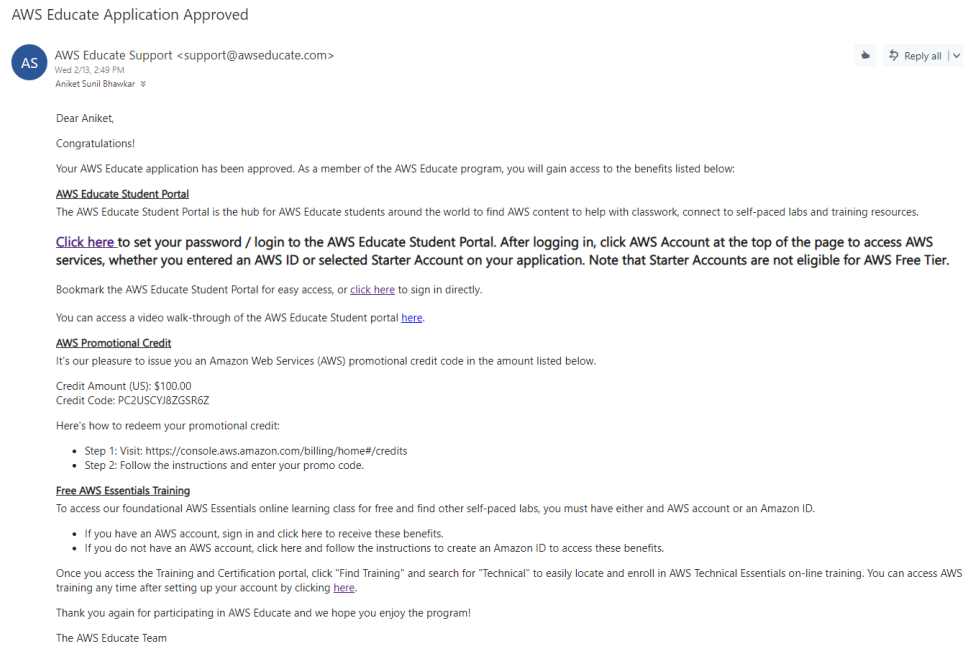 AWS Educate Application Approved
AS
AWS Educate Support <support@awseducate.com>
Reply all
Wed 2/13, 2:49 PM
Aniket Sunil Bhawkar
Dear Aniket,
Congratulations!
Your AWS Educate application has been approved. As a member of the AWS Educate program, you will gain access to the benefits listed below:
AWS Educate Student Portal
The AWS Educate Student Portal is the hub for AWS Educate students around the world to find AWS content to help with classwork, connect to self-paced labs and training resources.
Click here to set your password / login to the AWS Educate Student Portal. After logging in, click AWS Account at the top of the page to access AWS
services, whether you entered an AWS ID or selected Starter Account on your application. Note that Starter Accounts are not eligible for AWS Free Tier.
Bookmark the AWS Educate Student Portal for easy access, or click here to sign in directly.
You can access a video walk-through of the AWS Educate Student portal here.
AWS Promotional Credit
It's our pleasure to issue you an Amazon Web Services (AWS) promotional credit code in the amount listed below.
Credit Amount (US): $100.00
Credit Code: PC2USCYJ8ZGSR6Z
Here's how to redeem your promotional credit:
• Step 1: Visit: https://console.aws.amazon.com/billing/home#/credits
• Step 2: Follow the instructions and enter your promo code.
Free AWS Essentials Training
To access our foundational AWS Essentials online learning class for free and find other self-paced labs, you must have either and AWS account or an Amazon ID.
• If you have an AWS account, sign in and click here to receive these benefits.
• If you do not have an AWS account, click here and follow the instructions to create an Amazon ID to access these benefits.
Once you access the Training and Certification portal, click "Find Training" and search for "Technical" to easily locate and enroll in AWS Technical Essentials on-line training. You can access AWS
training any time after setting up your account by clicking here.
Thank you again for participating in AWS Educate and we hope you enjoy the program!
The AWS Educate Team